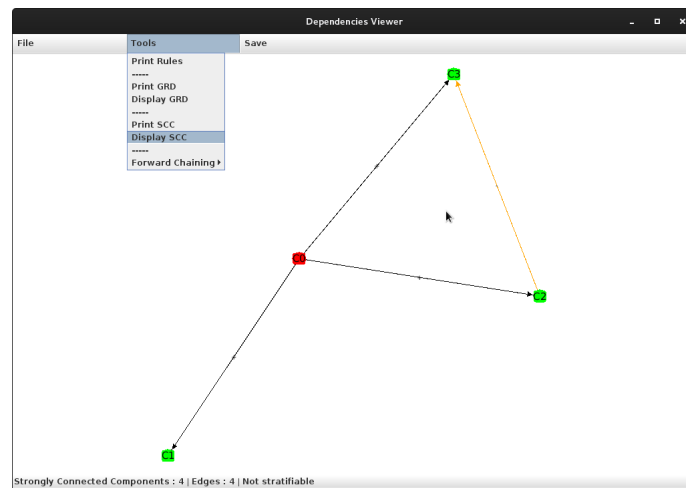 Dependencies Viewer
File Tools Save
Print Rules
-----
Print GRD
Display GRD
-----
Print SCC
Display SCC
-----
Forward Chaining
C3
C0
C2
C1
Strongly Connected Components : 4 | Edges : 4 | Not stratifiable